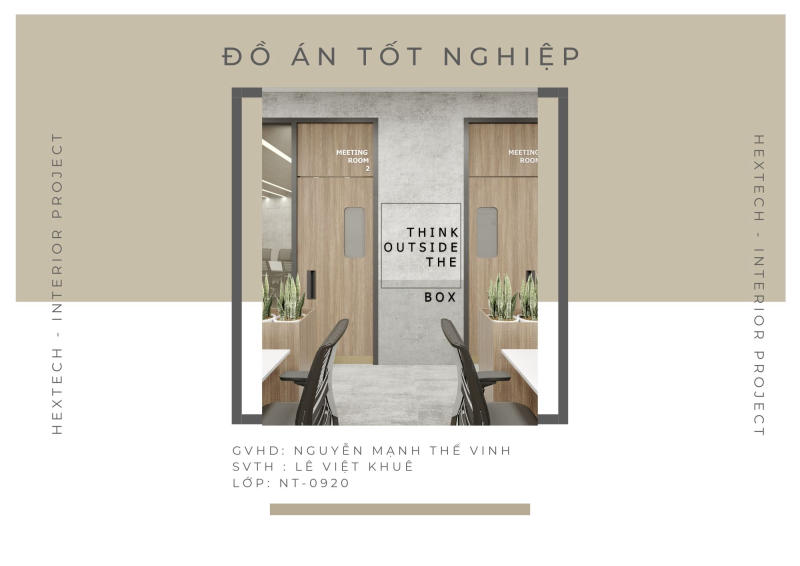 ĐỒ ÁN TỐT NGHIỆP
HEXTECH - INTERIOR PROJECT
MEETING
ROOM
2
MEETING
ROOM
THINK
OUTSIDE
THE
BOX
HEXTECH - INTERIOR PROJECT
GVHD: NGUYỄN MẠNH THẾ VINH
SVTH : LÊ VIỆT KHUÊ
LỚP: NT-0920